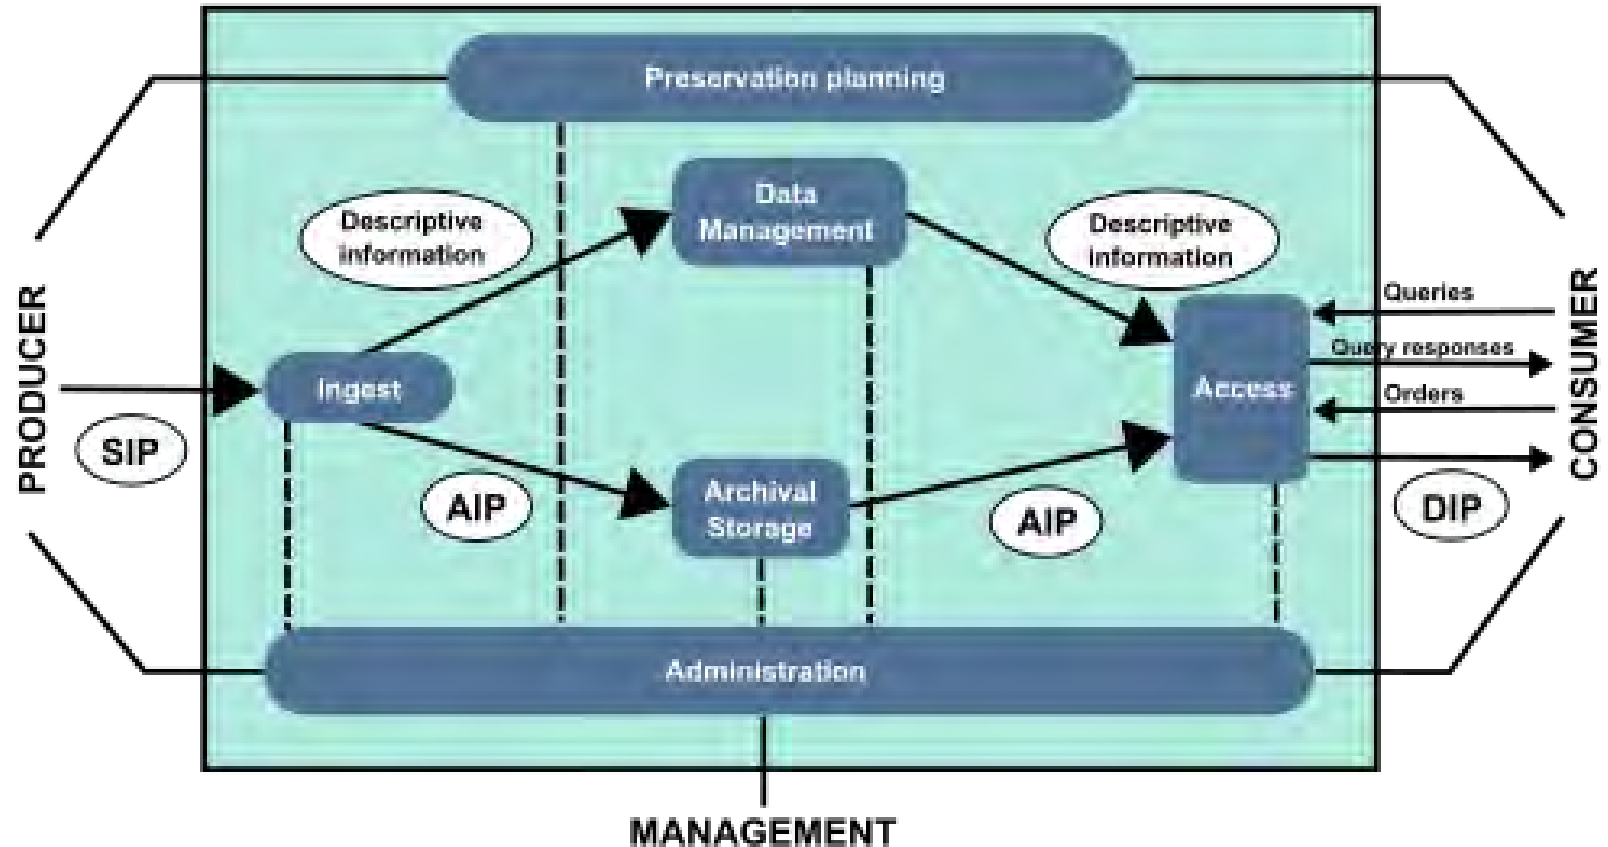 Preservation planning
Data
Management
Descriptive
information
Descriptive
information
Queries
Query responses
Orders
PRODUCER
CONSUMER
Ingest
Access
SIP
AIP
Archival
Storage
AIP
DIP
Administration
MANAGEMENT